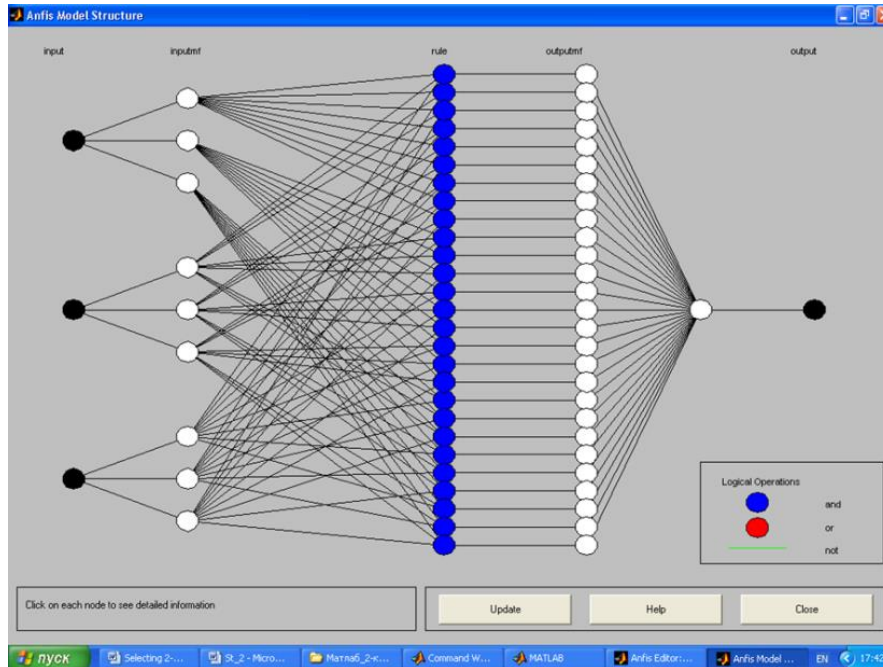 Anfis Model Structure
input inputmf rule outputmf output
Logical Operations
and
or
not
Click on each node to see detailed information
Update Help Close
пуск Selecting 2-... St_2 - Micro... Матлаб_2-к... Command W... MATLAB Anfis Editor:... Anfis Model ... EN 17:42